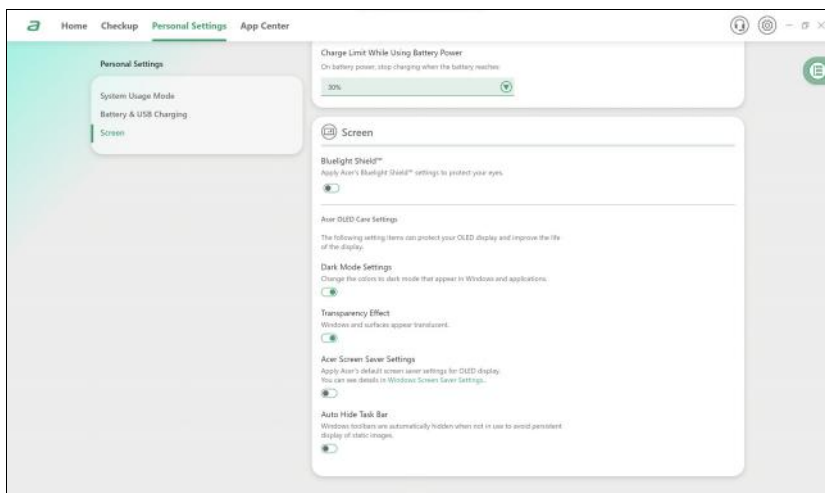 Home Checkup Personal Settings App Center
Personal Settings
System Usage Mode
Battery & USB Charging
Screen
Charge Limit While Using Battery Power
On battery power, stop charging when the battery reaches:
30%
Screen
Bluelight Shield™
Apply Acer's Bluelight Shield™ settings to protect your eyes.
Acer OLED Care Settings
The following setting items can protect your OLED display and improve the life
of the display.
Dark Mode Settings
Change the colors to dark mode that appear in Windows and applications.
Transparency Effect
Windows and surfaces appear translucent.
Acer Screen Saver Settings
Apply Acer's default screen saver settings for OLED display.
You can see details in Windows Screen Saver Settings.
Auto Hide Task Bar
Windows toolbars are automatically hidden when not in use to avoid persistent
display of static images.